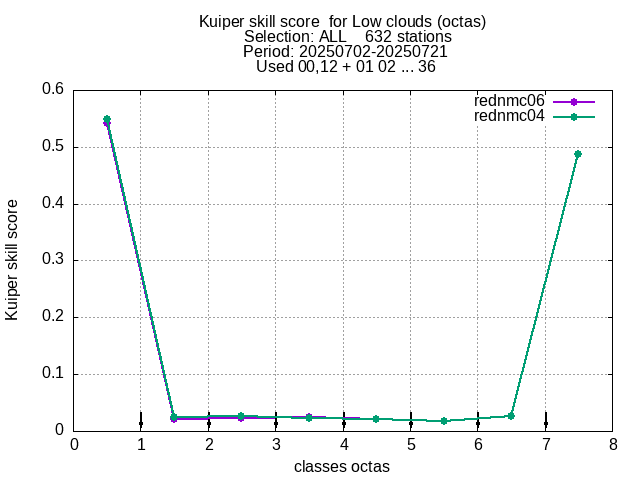 Kuiper skill score  for Low clouds (octas)
Selection: ALL    632 stations
Period: 20250702-20250721
Used 00,12 + 01 02 ... 36
rednmc06
rednmc04
Kuiper skill score
0.6
0.5
0.4
0.3
0.2
0.1
0
0 1 2 3 4 5 6 7 8
classes octas